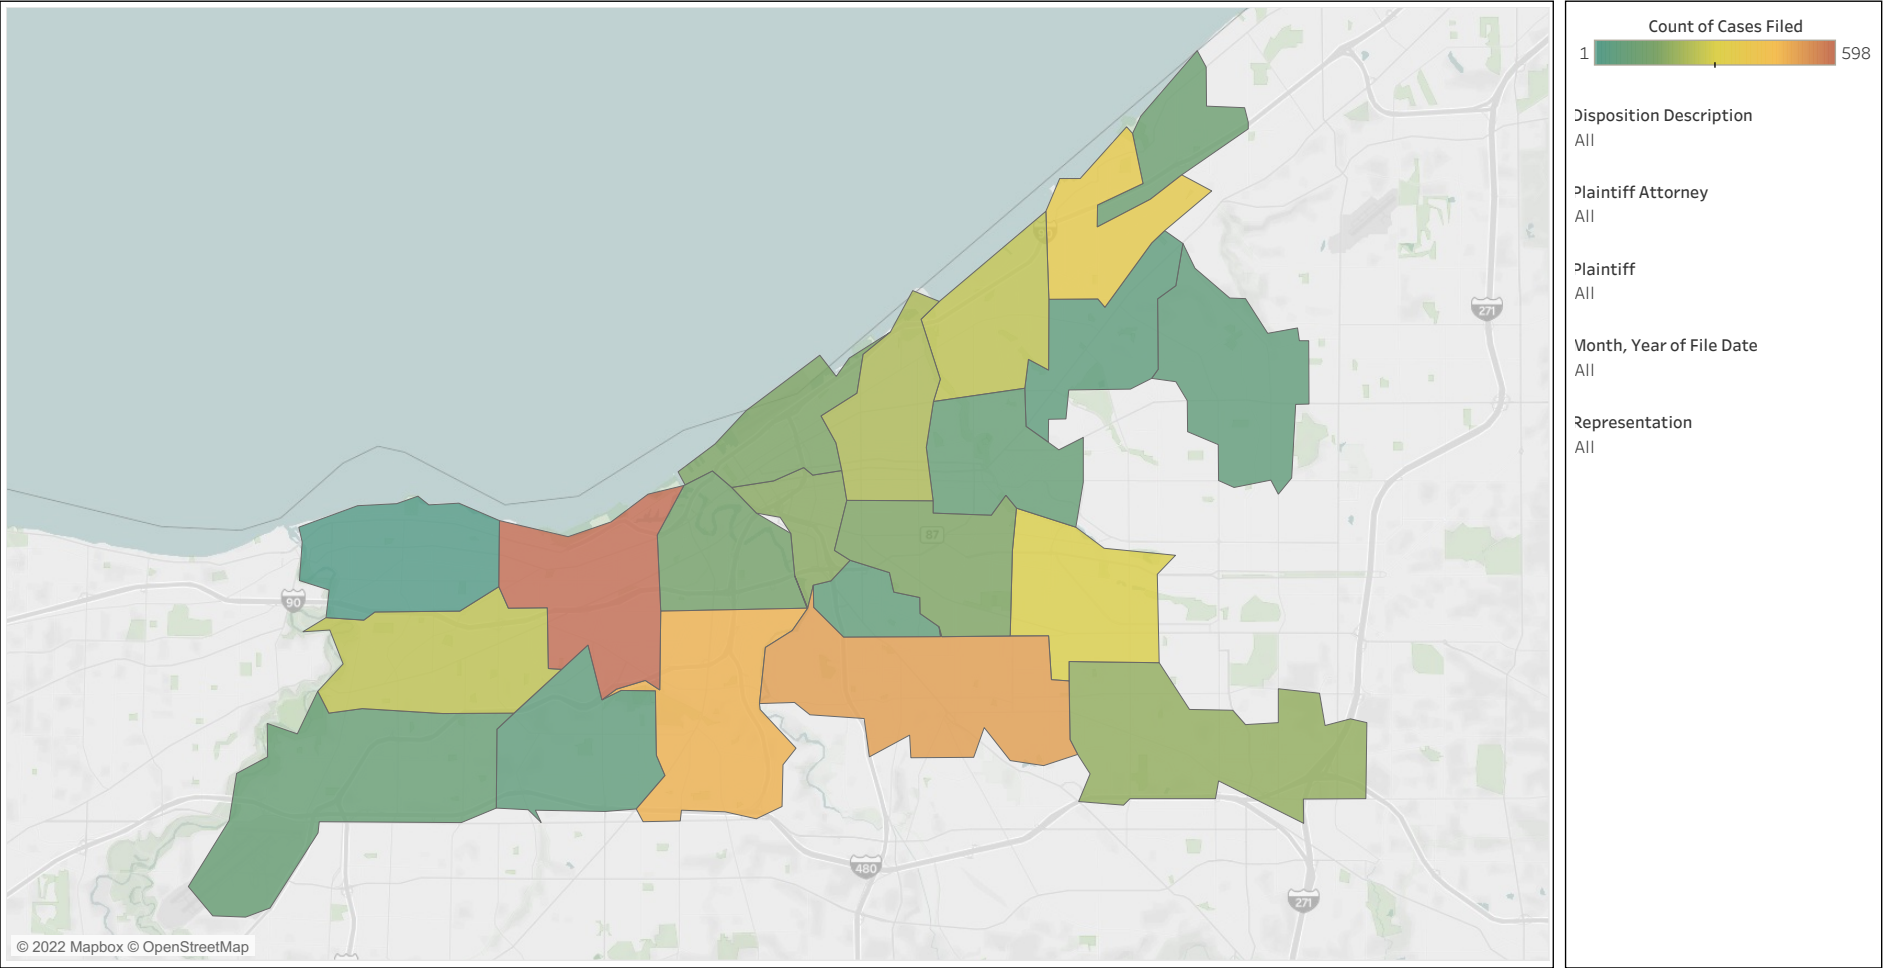 Count of Cases Filed
1
598
Disposition Description
All
Plaintiff Attorney
All
Plaintiff
All
Month, Year of File Date
All
Representation
All
271
87
90
480
271
© 2022 Mapbox © OpenStreetMap